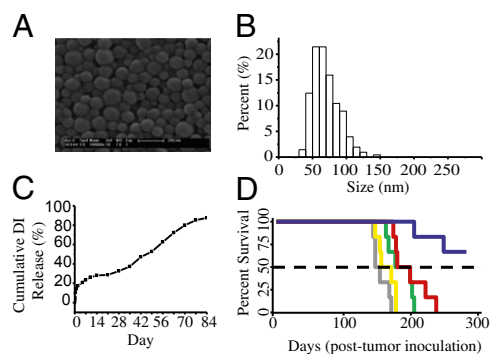 A
B
Percent (%)
20
15
10
5
0
50 100 150 200 250
Size (nm)
C
Cumulative DI
Release (%)
100
80
60
40
20
0
0 14 28 42 56 70 84
Day
D
Percent Survival
100
75
50
25
0
0 100 200 300
Days (post-tumor inoculation)